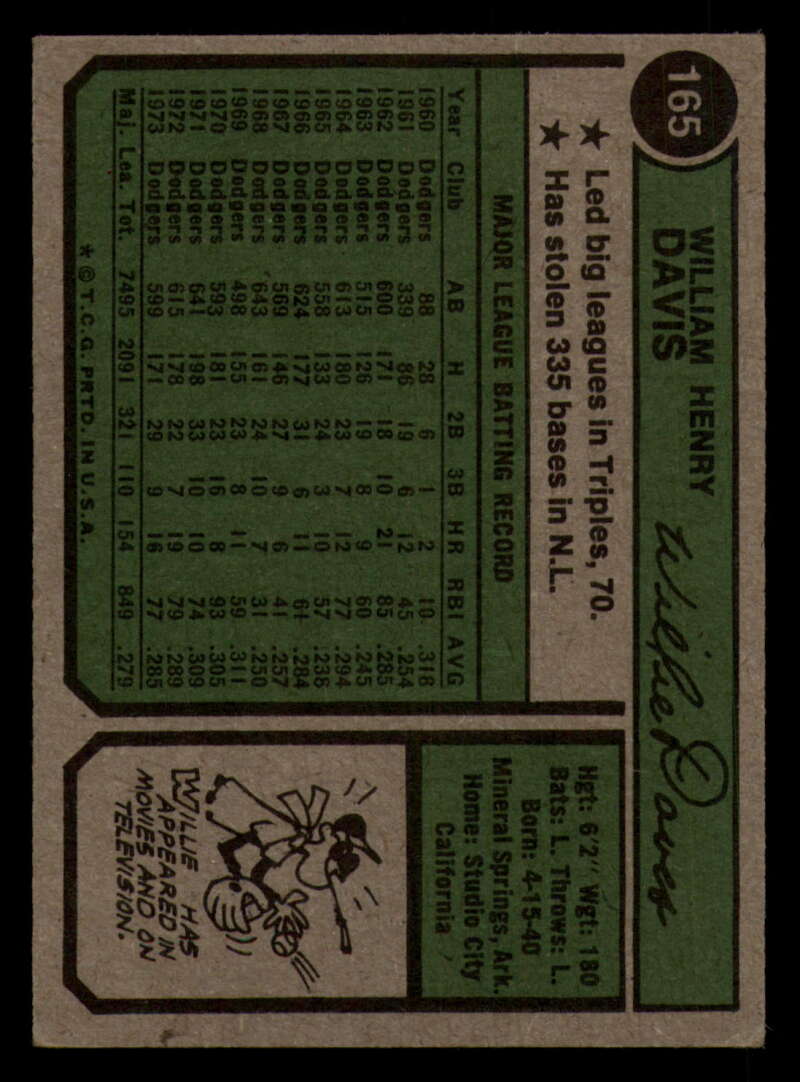 165
WILLIAM HENRY
DAVIS
Willie Davis
★ Led big leagues in Triples, 70.
★ Has stolen 335 bases in N.L.
MAJOR LEAGUE BATTING RECORD
Year Club AB H 2B 3B HR RBI AVG
1960 Dodgers 88 28 6 1 2 10 .318
1961 Dodgers 339 86 19 6 12 45 .254
1962 Dodgers 600 171 18 10 21 85 .285
1963 Dodgers 515 126 19 8 9 60 .245
1964 Dodgers 613 180 23 7 12 77 .294
1965 Dodgers 558 133 24 3 10 57 .238
1966 Dodgers 624 177 31 6 11 61 .284
1967 Dodgers 569 146 27 9 6 41 .257
1968 Dodgers 643 161 24 10 7 31 .250
1969 Dodgers 498 155 23 8 11 59 .311
1970 Dodgers 593 181 23 16 8 93 .305
1971 Dodgers 641 198 33 10 10 74 .309
1972 Dodgers 615 178 22 7 19 79 .289
1973 Dodgers 599 171 29 9 16 77 .285
Maj. Lea. Tot. 7495 2091 321 110 154 849 .279
* © T.C.G. PRTD. IN U.S.A.
Hgt: 6'2" Wgt: 180
Bats: L. Throws: L.
Born: 4-15-40
Mineral Springs, Ark.
Home: Studio City
California
WILLIE HAS
APPEARED IN
MOVIES AND ON
TELEVISION.